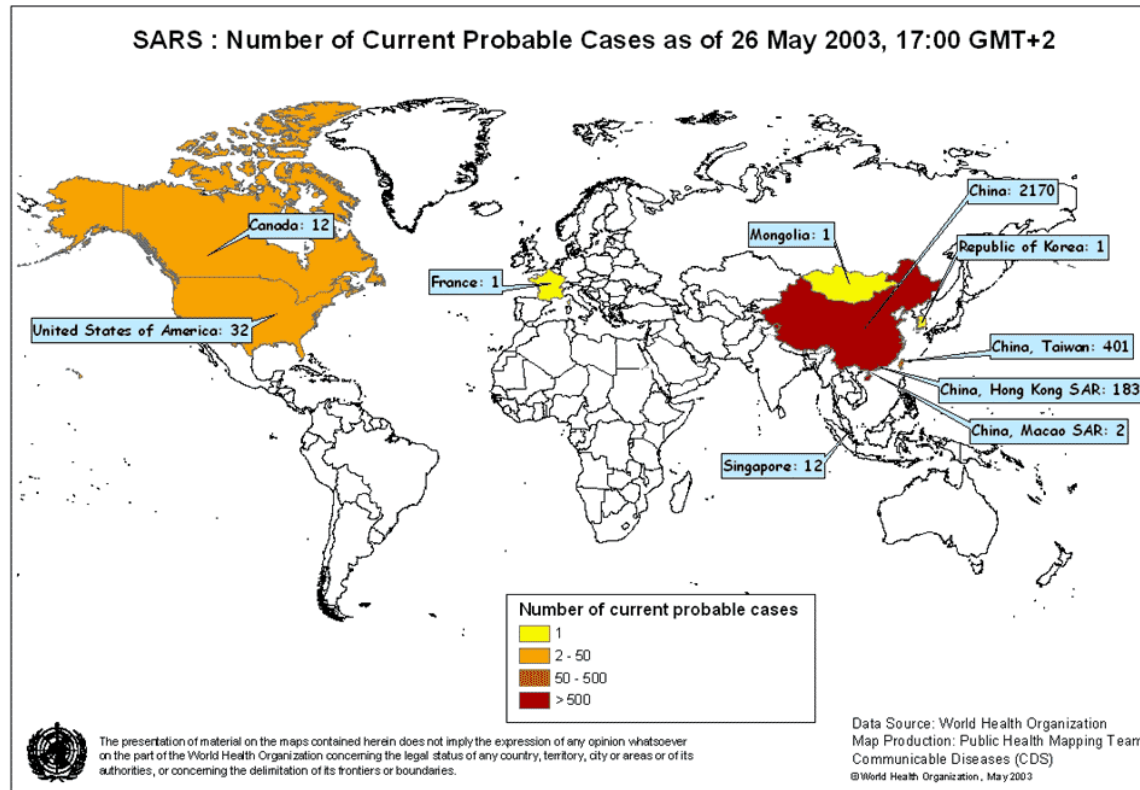 SARS : Number of Current Probable Cases as of 26 May 2003, 17:00 GMT+2
China: 2170
Canada: 12
Mongolia: 1
Republic of Korea: 1
France: 1
United States of America: 32
China, Taiwan: 401
China, Hong Kong SAR: 183
China, Macao SAR: 2
Singapore: 12
Number of current probable cases
1
2 - 50
50 - 500
> 500
The presentation of material on the maps contained herein does not imply the expression of any opinion whatsoever
on the part of the World Health Organization concerning the legal status of any country, territory, city or areas or of its
authorities, or concerning the delimitation of its frontiers or boundaries.
Data Source: World Health Organization
Map Production: Public Health Mapping Team
Communicable Diseases (CDS)
©World Health Organization, May 2003